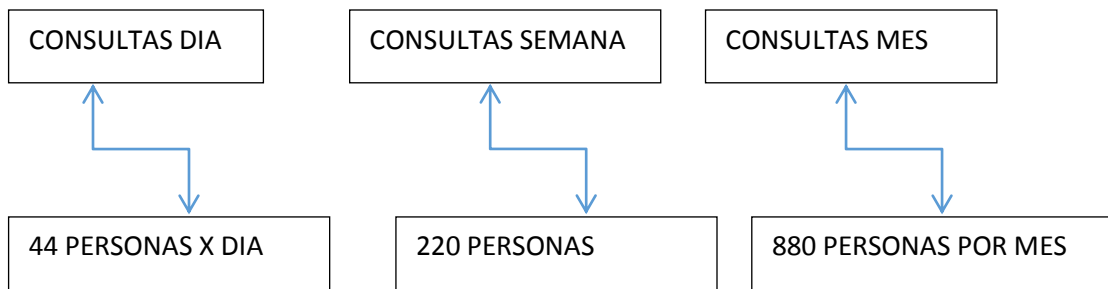 CONSULTAS DIA
CONSULTAS SEMANA
CONSULTAS MES
44 PERSONAS X DIA
220 PERSONAS
880 PERSONAS POR MES